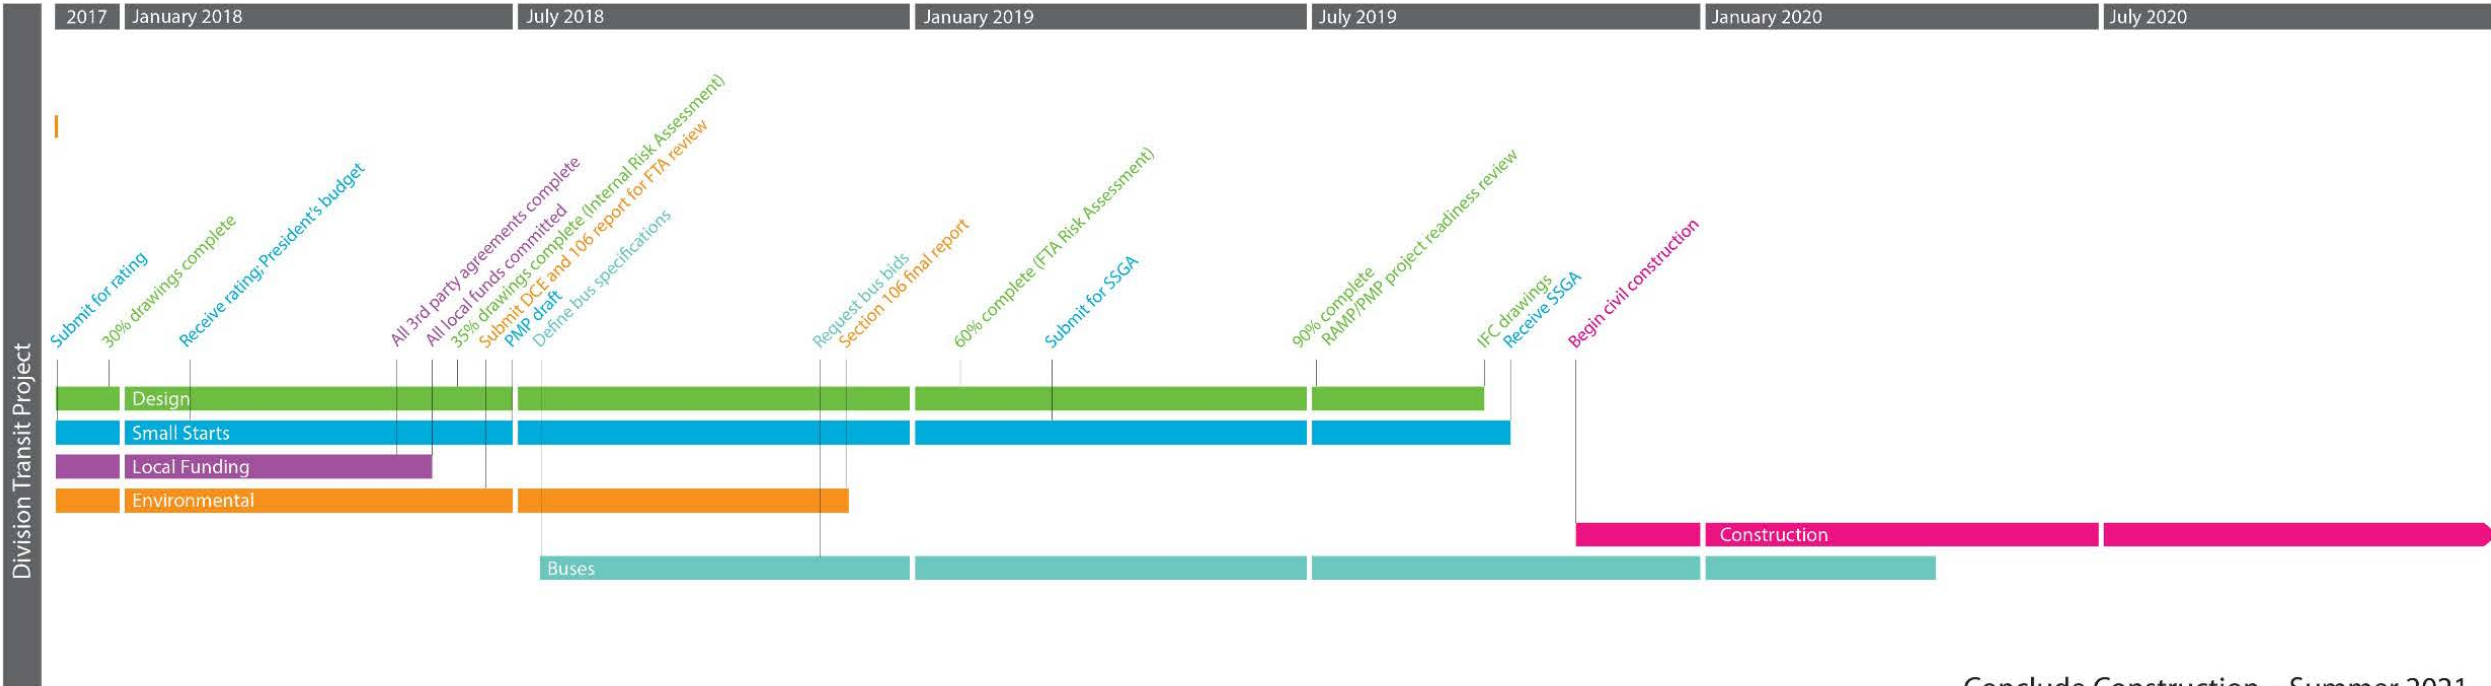 2017
January 2018
July 2018
January 2019
July 2019
January 2020
July 2020
Division Transit Project
Submit for rating
30% drawings complete
Receive rating; President's budget
All 3rd party agreements complete
All local funds committed
35% drawings complete (Internal Risk Assessment)
Submit DCE and 106 report for FTA review
PMP draft
Define bus specifications
Request bus bids
Section 106 final report
60% complete (FTA Risk Assessment)
Submit for SSGA
90% complete
RAMP/PMP project readiness review
IFC drawings
Receive SSGA
Begin civil construction
Design
Small Starts
Local Funding
Environmental
Construction
Buses
Conclude Construction – Summer 2021